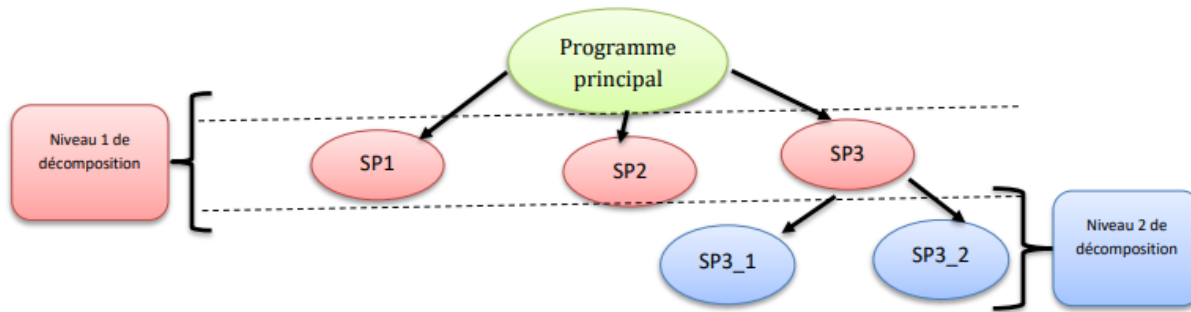 Programme
principal
Niveau 1 de
décomposition
SP1
SP2
SP3
SP3_1
SP3_2
Niveau 2 de
décomposition